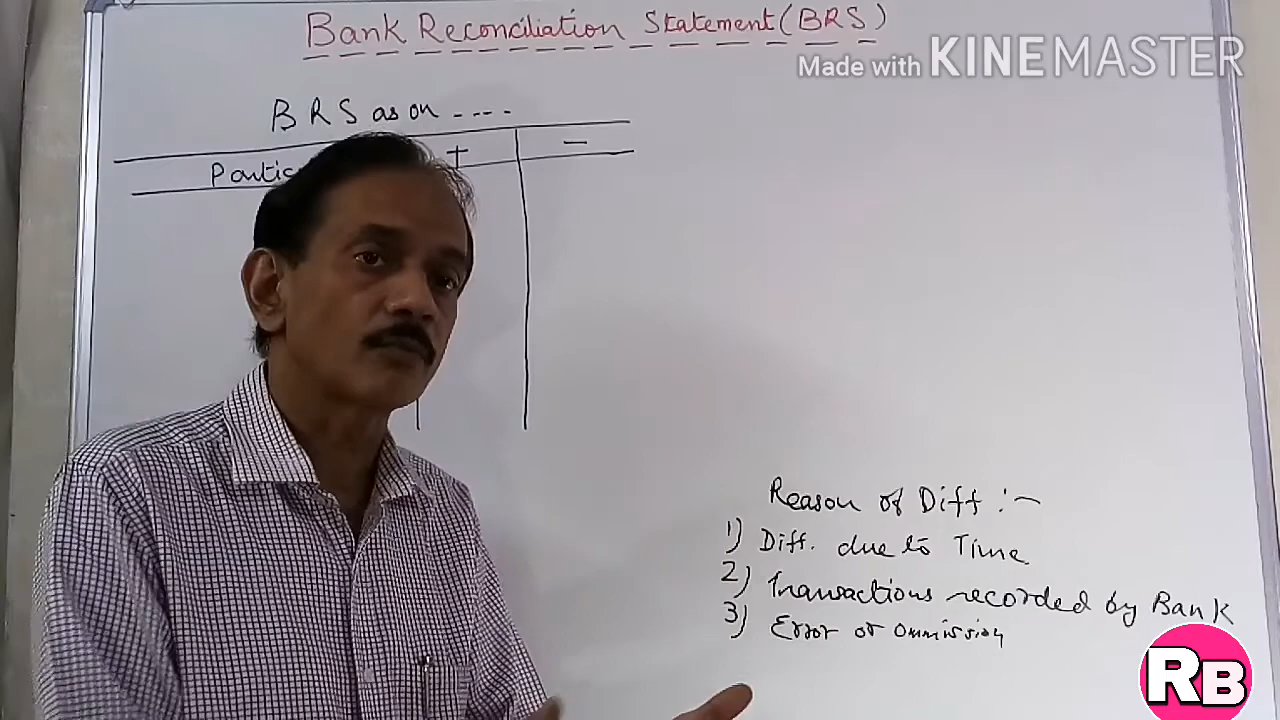 Bank Reconciliation Statement (BRS)
Made with KINEMASTER
BRS as on ----
+ −
Reason of Diff :-
1) Diff. due to Time
2) Transactions recorded by Bank
3) Error or Ommission
RB